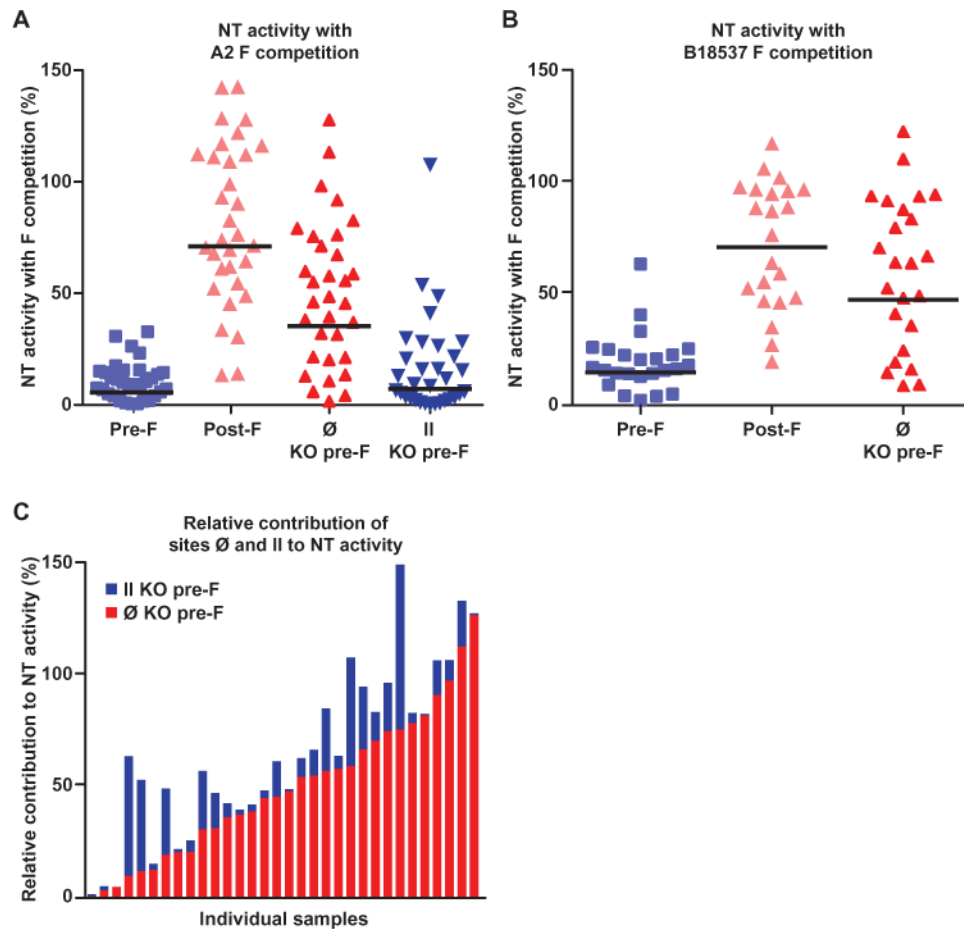 A
NT activity with
A2 F competition
NT activity with F competition (%)
150
100
50
0
Pre-F
Post-F
Ø
KO pre-F
II
KO pre-F
B
NT activity with
B18537 F competition
NT activity with F competition (%)
150
100
50
0
Pre-F
Post-F
Ø
KO pre-F
C
Relative contribution of
sites Ø and II to NT activity
Relative contribution to NT activity (%)
150
100
50
0
II KO pre-F
Ø KO pre-F
Individual samples